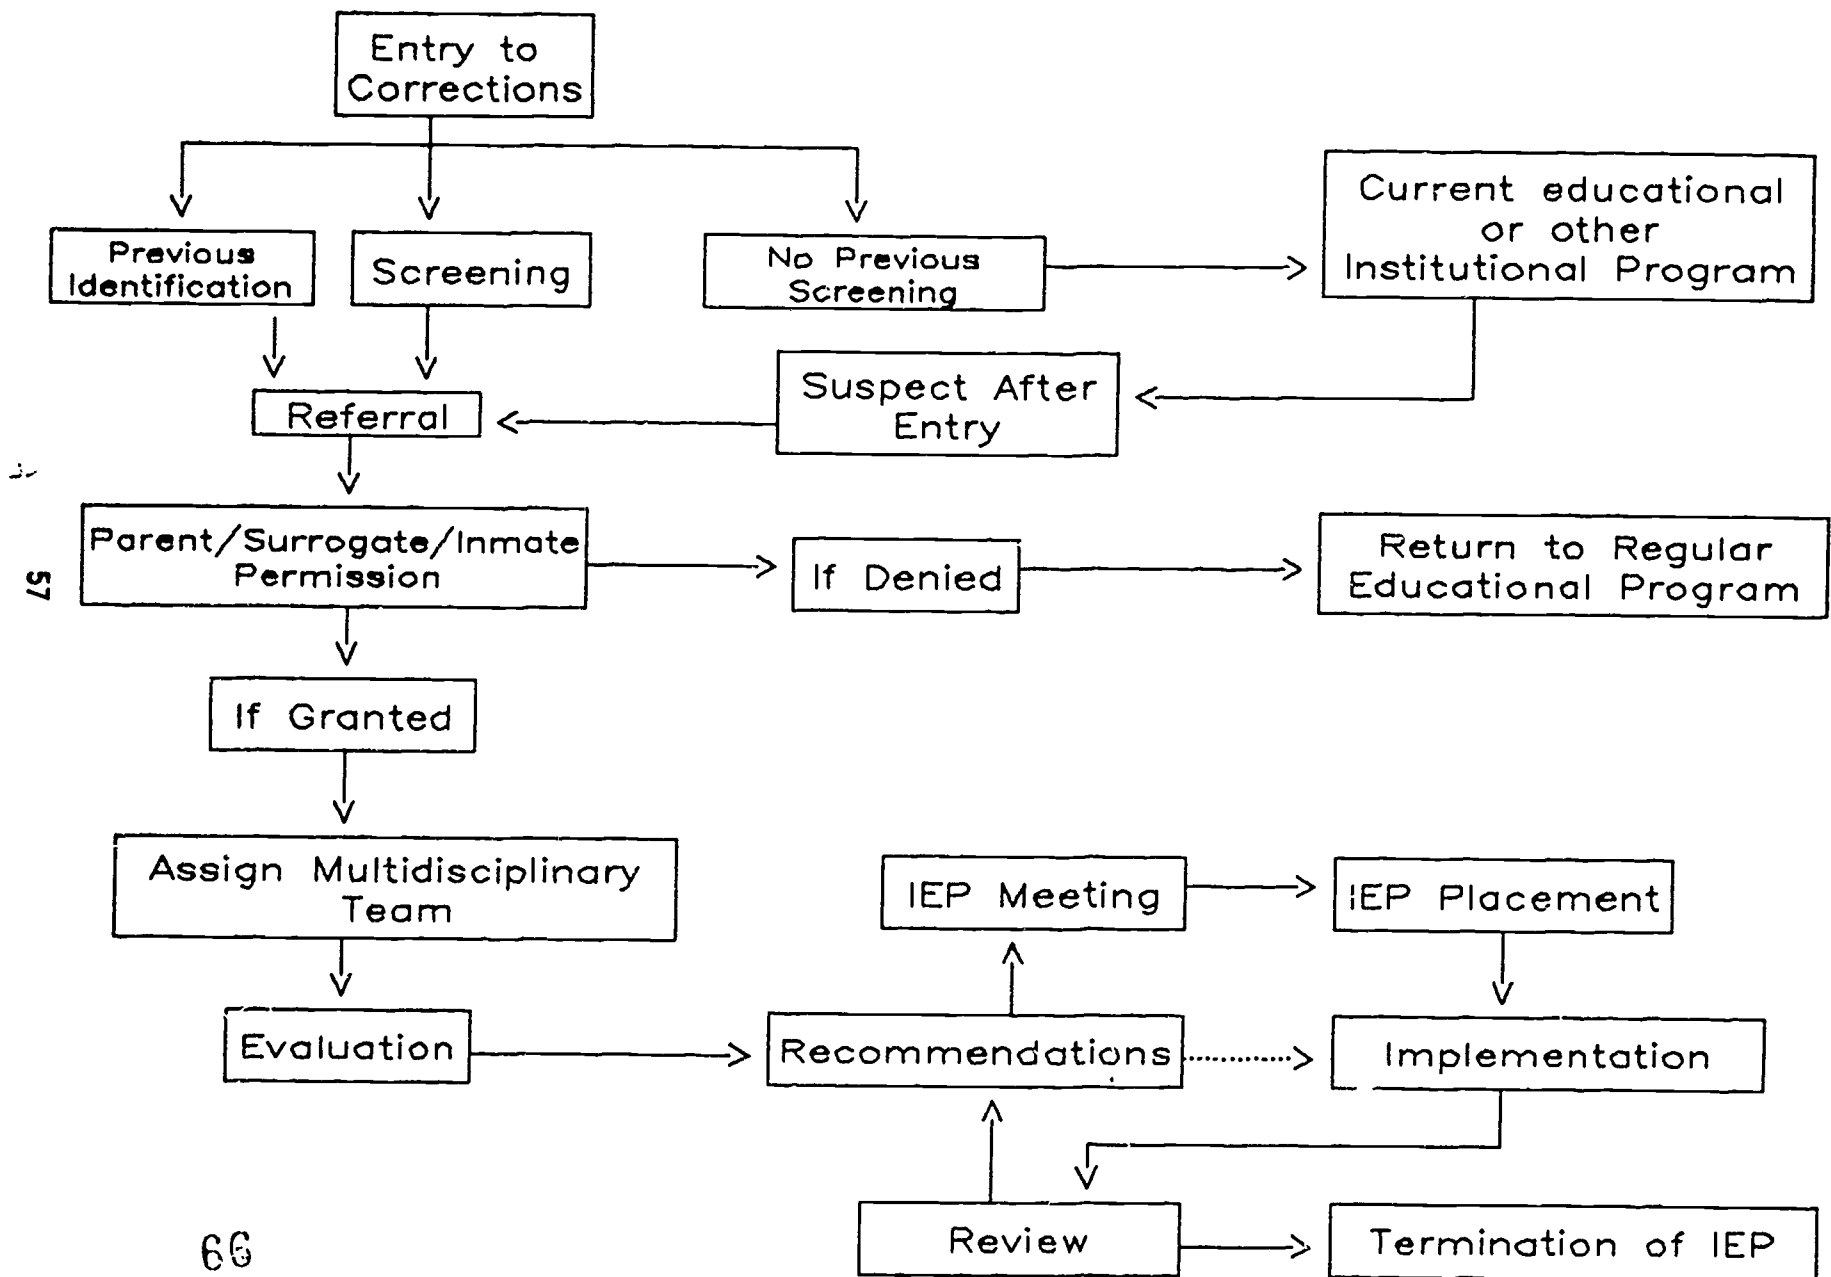 Entry to
Corrections
Previous
Identification
Screening
No Previous
Screening
Current educational
or other
Institutional Program
Suspect After
Entry
Referral
Parent/Surrogate/Inmate
Permission
If Denied
Return to Regular
Educational Program
57
If Granted
Assign Multidisciplinary
Team
IEP Meeting
IEP Placement
Evaluation
Recommendations
Implementation
Review
Termination of IEP